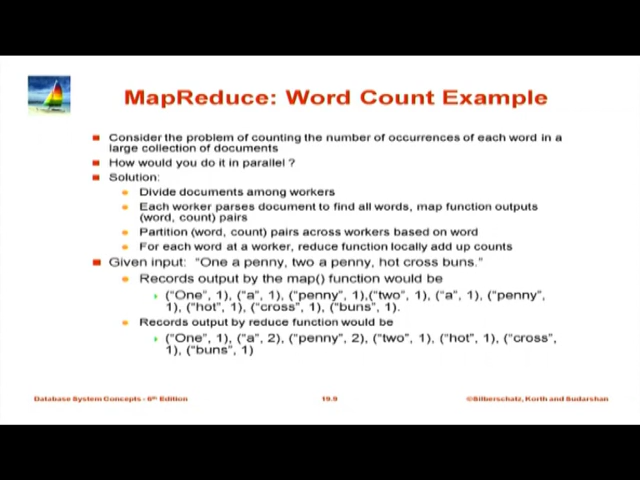 MapReduce: Word Count Example
Consider the problem of counting the number of occurrences of each word in a
large collection of documents
How would you do it in parallel ?
Solution:
Divide documents among workers
Each worker parses document to find all words, map function outputs
(word, count) pairs
Partition (word, count) pairs across workers based on word
For each word at a worker, reduce function locally add up counts
Given input: "One a penny, two a penny, hot cross buns."
Records output by the map() function would be
("One", 1), ("a", 1), ("penny", 1),("two", 1), ("a", 1), ("penny",
1), ("hot", 1), ("cross", 1), ("buns", 1).
Records output by reduce function would be
("One", 1), ("a", 2), ("penny", 2), ("two", 1), ("hot", 1), ("cross",
1), ("buns", 1)
Database System Concepts - 6th Edition
19.9
©Silberschatz, Korth and Sudarshan